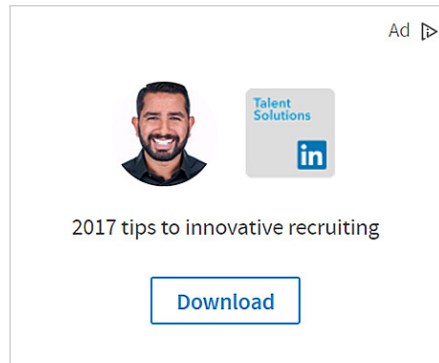 Ad
Talent
Solutions
in
2017 tips to innovative recruiting
Download